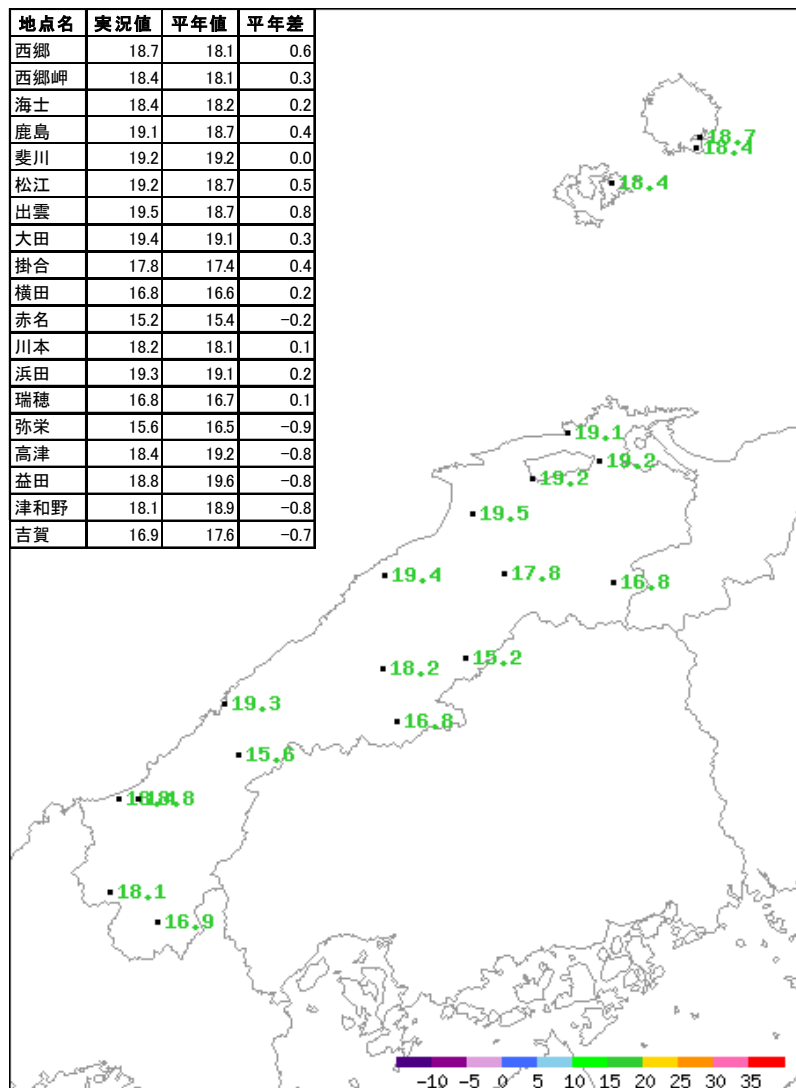 地点名 実況値 平年値 平年差
西郷 18.7 18.1 0.6
西郷岬 18.4 18.1 0.3
海士 18.4 18.2 0.2
鹿島 19.1 18.7 0.4
斐川 19.2 19.2 0.0
松江 19.2 18.7 0.5
出雲 19.5 18.7 0.8
大田 19.4 19.1 0.3
掛合 17.8 17.4 0.4
横田 16.8 16.6 0.2
赤名 15.2 15.4 -0.2
川本 18.2 18.1 0.1
浜田 19.3 19.1 0.2
瑞穂 16.8 16.7 0.1
弥栄 15.6 16.5 -0.9
高津 18.4 19.2 -0.8
益田 18.8 19.6 -0.8
津和野 18.1 18.9 -0.8
吉賀 16.9 17.6 -0.7
18.7
18.4
18.4
19.1
19.2
19.2
19.5
19.4
17.8
16.8
15.2
18.2
19.3
16.8
15.6
18.4
18.8
18.1
16.9
-10 -5 0 5 10 15 20 25 30 35